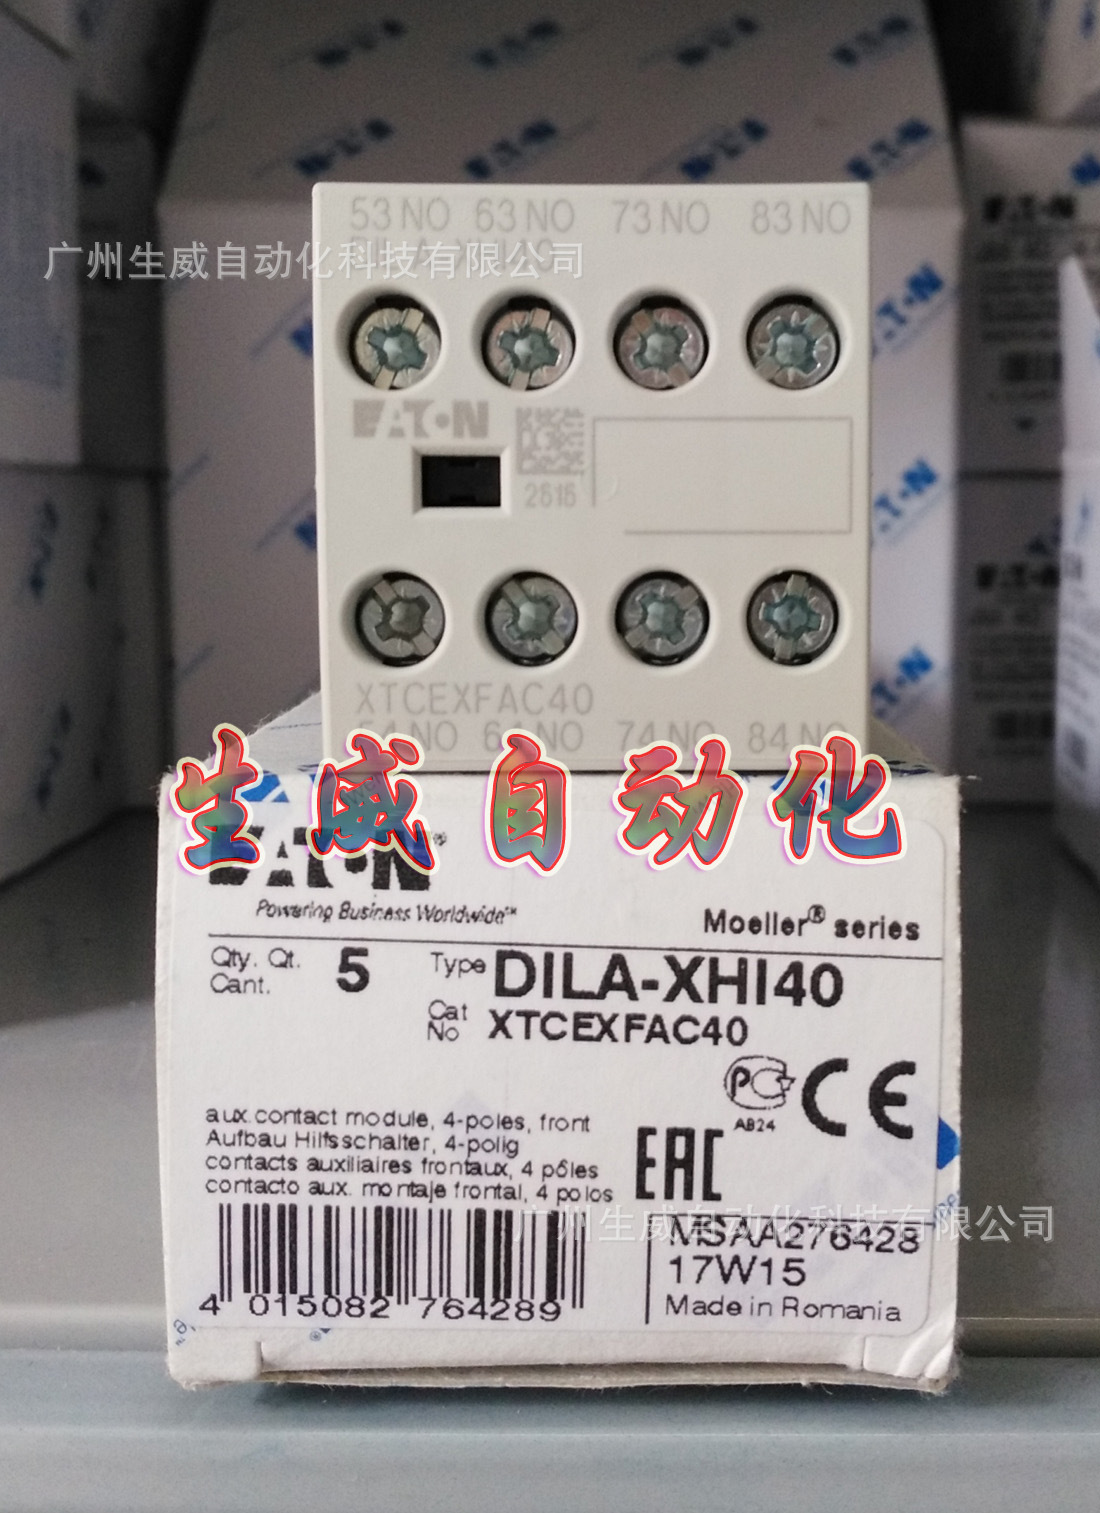 53 NO 63 NO 73 NO 83 NO
广州生威自动化科技有限公司
EATON
2616
XTCEXFAC40
54 NO 64 NO 74 NO 84 NO
生威自动化
EATON®
Powering Business Worldwide™
Moeller® series
Qty. Qt. Cant. 5 Type DILA-XHI40
Cat No XTCEXFAC40
PC
AB24
CE
aux.contact module, 4-poles, front
Aufbau Hilfsschalter, 4-polig
contacts auxiliaires frontaux, 4 pôles
contacto aux. montaje frontal, 4 polos
EAC
广州生威自动化科技有限公司
MSAA276428
17W15
Made in Romania
4 015082 764289